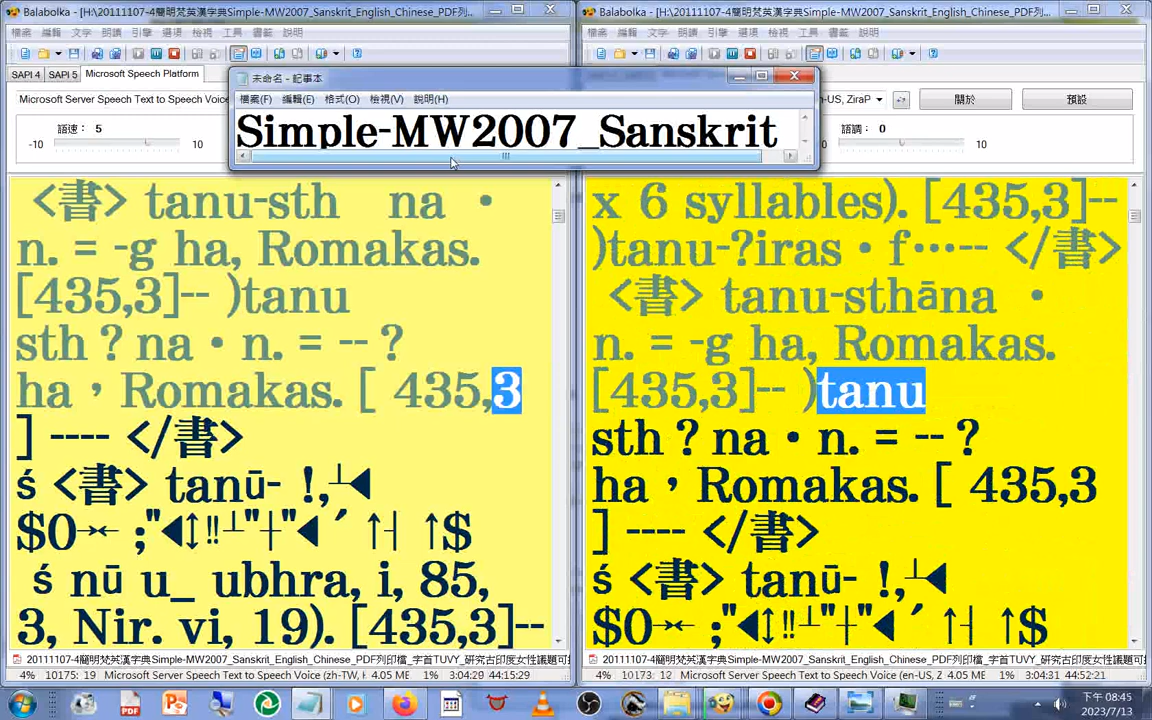 Balabolka - [H:\20111107-4簡明梵英漢字典Simple-MW2007_Sanskrit_English_Chinese_PDF列...
檔案 編輯 文字 朗讀 引擎 選項 檢視 工具 書籤 說明
SAPI 4 SAPI 5 Microsoft Speech Platform
Microsoft Server Speech Text to Speech Voice
語速： 5
-10 10
未命名 - 記事本
檔案(F) 編輯(E) 格式(O) 檢視(V) 說明(H)
Simple-MW2007_Sanskrit
<書> tanu-sth na •
n. = -g ha, Romakas.
[435,3]-- )tanu
sth ? na • n. = -- ?
ha，Romakas. [ 435,3
] ---- </書>
ś <書> tanū- !,┴◄
$0→← ;"◄↕‼┴"┼"◄ˊ ↑┤ ↑$
ś nū u_ ubhra, i, 85,
3, Nir. vi, 19). [435,3]--
20111107-4簡明梵英漢字典Simple-MW2007_Sanskrit_English_Chinese_PDF列印檔_字首TUVY_研究古印度女性議題可
4% 10175: 19 Microsoft Server Speech Text to Speech Voice (zh-TW, H 4.05 ME 1% 3:04:29 44:15:29
Balabolka - [H:\20111107-4簡明梵英漢字典Simple-MW2007_Sanskrit_English_Chinese_PDF列...
檔案 編輯 文字 朗讀 引擎 選項 檢視 工具 書籤 說明
n-US, ZiraP 關於 預設
語調： 0
10
x 6 syllables). [435,3]--
)tanu-?iras • f⋯-- </書>
<書> tanu-sthāna •
n. = -g ha, Romakas.
[435,3]-- )tanu
sth ? na • n. = -- ?
ha，Romakas. [ 435,3
] ---- </書>
ś <書> tanū- !,┴◄
$0→← ;"◄↕‼┴"┼"◄ˊ ↑┤ ↑$
20111107-4簡明梵英漢字典Simple-MW2007_Sanskrit_English_Chinese_PDF列印檔_字首TUVY_研究古印度女性議題可
4% 10173: 12 Microsoft Server Speech Text to Speech Voice (en-US, Z 4.05 ME 1% 3:04:31 44:52:21
下午 08:45
2023/7/13